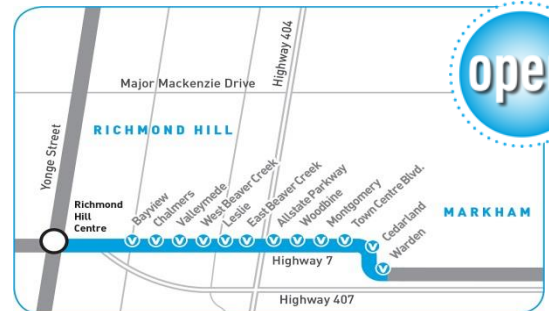 Highway 404
ope
Major Mackenzie Drive
Yonge Street
RICHMOND HILL
Richmond
Hill
Centre
Bayview
Chalmers
Valleymede
West Beaver Creek
Leslie
East Beaver Creek
Allstate Parkway
Woodbine
Montgomery
Town Centre Blvd.
MARKHAM
Cedarland
Warden
Highway 7
Highway 407